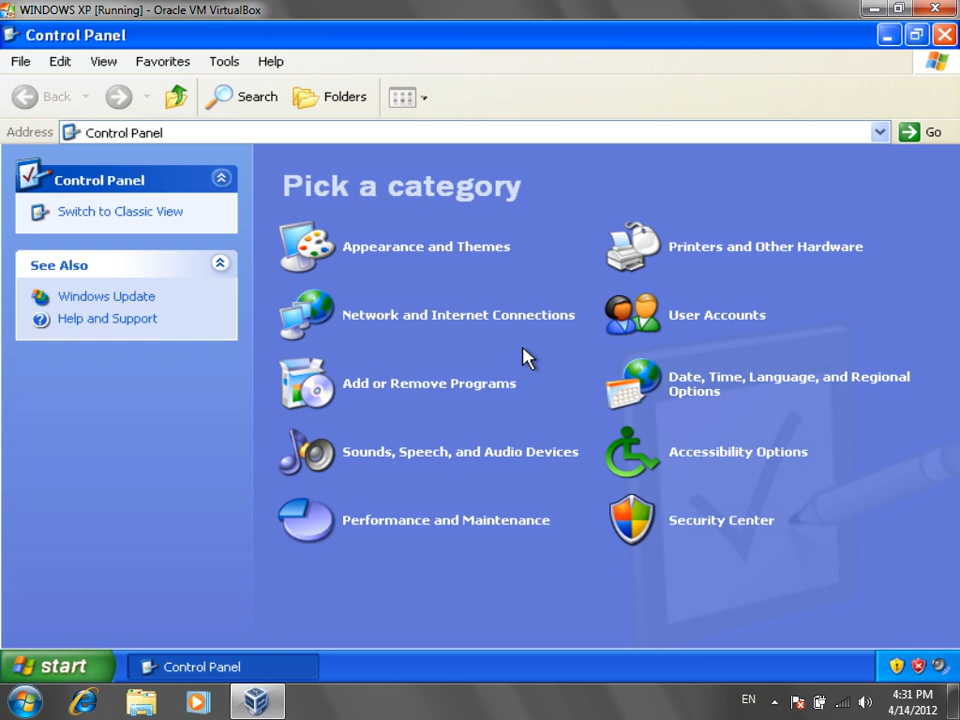 WINDOWS XP [Running] - Oracle VM VirtualBox
Control Panel
File Edit View Favorites Tools Help
Back Search Folders
Address Control Panel Go
Control Panel
Switch to Classic View
See Also
Windows Update
Help and Support
Pick a category
Appearance and Themes
Printers and Other Hardware
Network and Internet Connections
User Accounts
Add or Remove Programs
Date, Time, Language, and Regional
Options
Sounds, Speech, and Audio Devices
Accessibility Options
Performance and Maintenance
Security Center
start Control Panel
EN 4:31 PM
4/14/2012